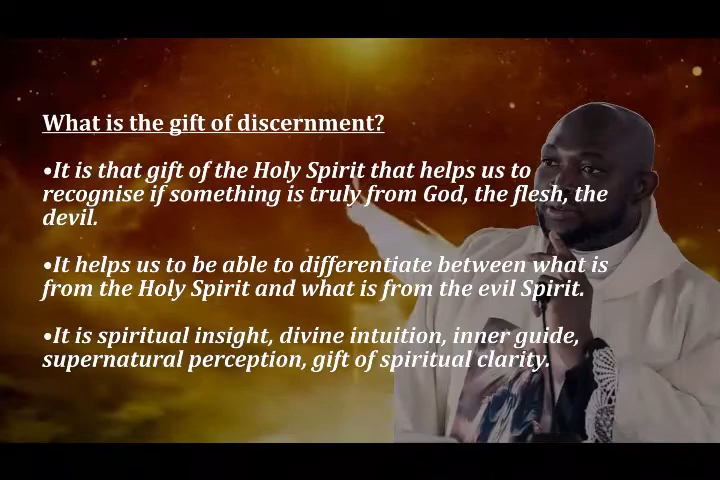 What is the gift of discernment?
•It is that gift of the Holy Spirit that helps us to
recognise if something is truly from God, the flesh, the
devil.
•It helps us to be able to differentiate between what is
from the Holy Spirit and what is from the evil Spirit.
•It is spiritual insight, divine intuition, inner guide,
supernatural perception, gift of spiritual clarity.